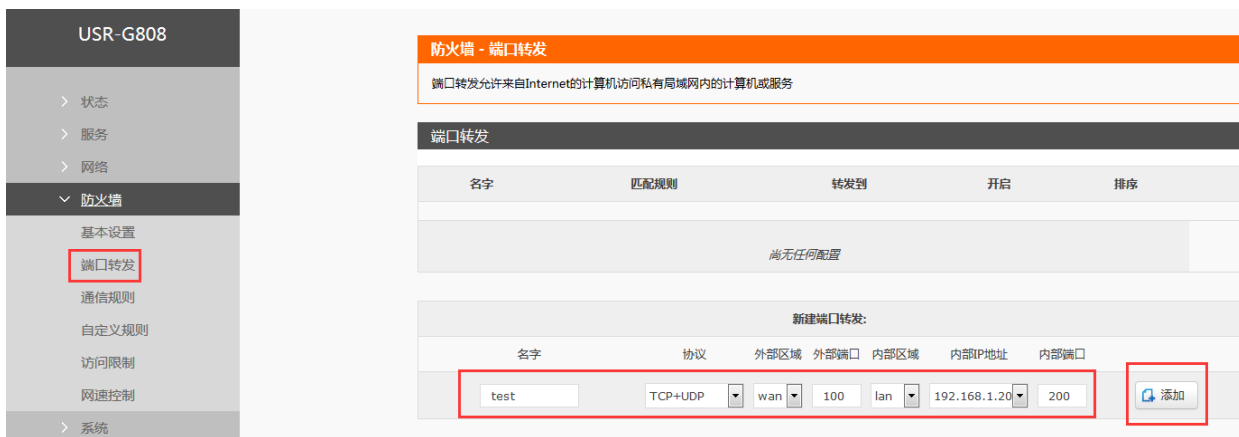 USR-G808
状态
服务
网络
防火墙
基本设置
端口转发
通信规则
自定义规则
访问限制
网速控制
系统
防火墙 - 端口转发
端口转发允许来自Internet的计算机访问私有局域网内的计算机或服务
端口转发
名字 匹配规则 转发到 开启 排序
尚无任何配置
新建端口转发:
名字 协议 外部区域 外部端口 内部区域 内部IP地址 内部端口
test TCP+UDP wan 100 lan 192.168.1.20 200 添加